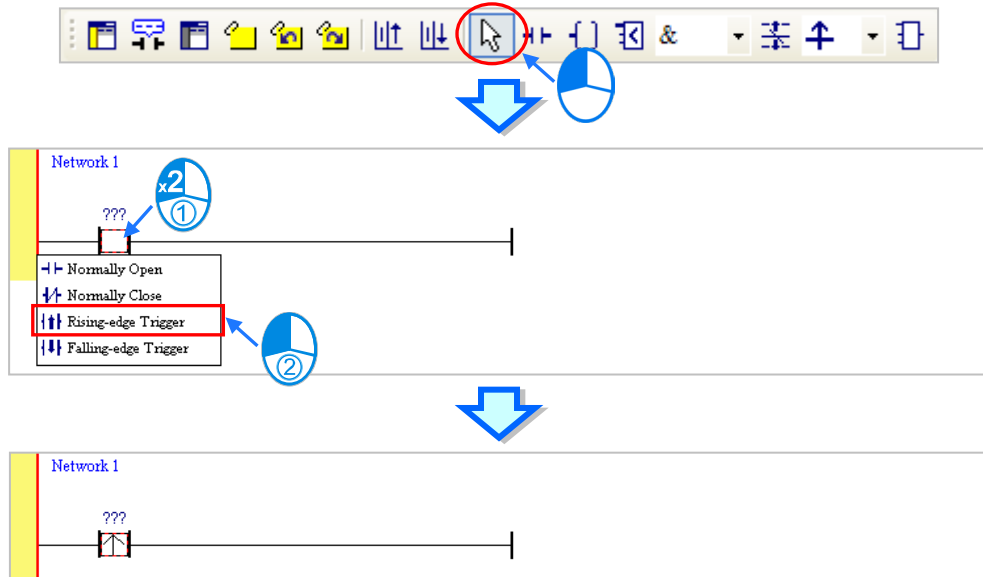 &
Network 1
x2
①
???
Normally Open
Normally Close
Rising-edge Trigger
Falling-edge Trigger
②
Network 1
???